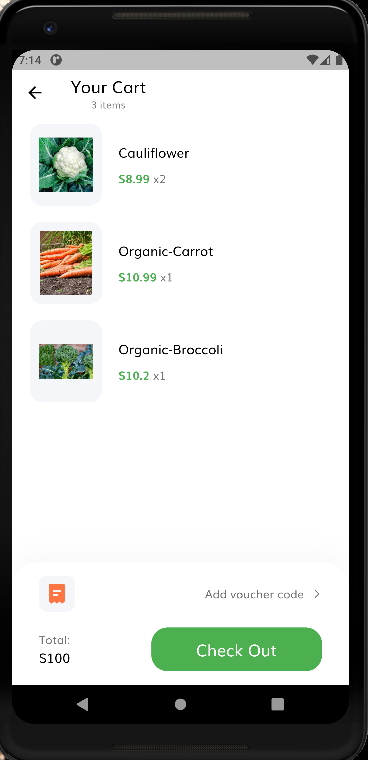 7:14
Your Cart
3 items
Cauliflower
$8.99 x2
Organic-Carrot
$10.99 x1
Organic-Broccoli
$10.2 x1
Add voucher code
Total:
$100
Check Out